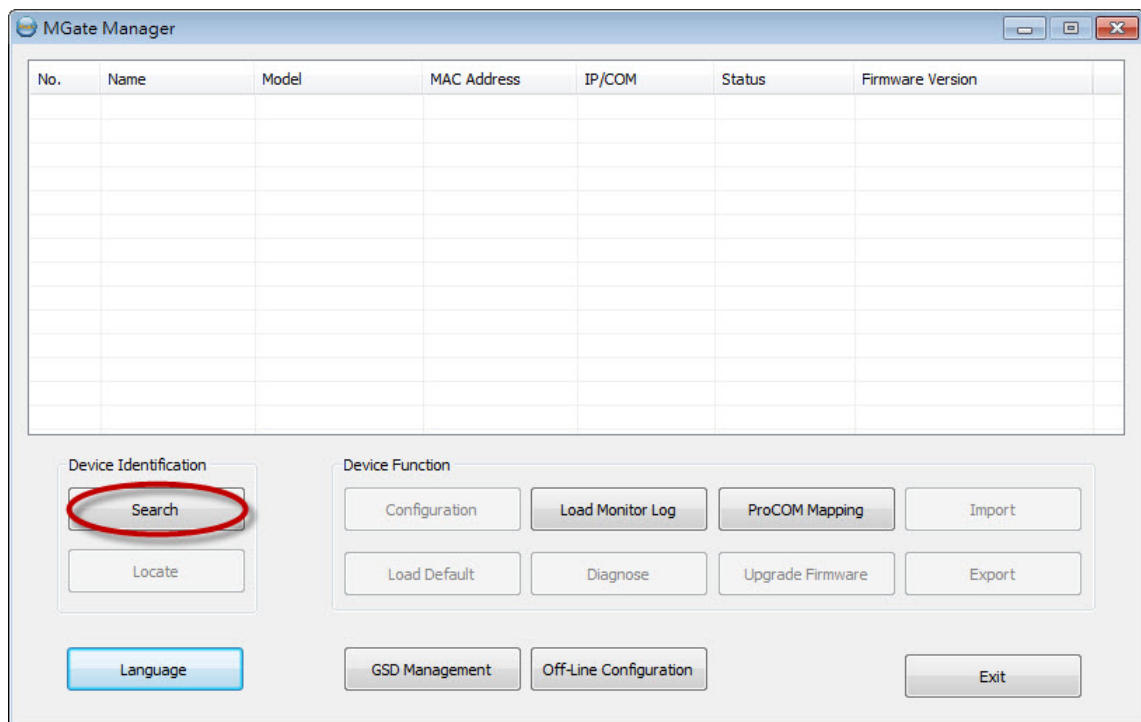 MGate Manager
No. Name Model MAC Address IP/COM Status Firmware Version
Device Identification Device Function
Search Configuration Load Monitor Log ProCOM Mapping Import
Locate Load Default Diagnose Upgrade Firmware Export
Language GSD Management Off-Line Configuration Exit